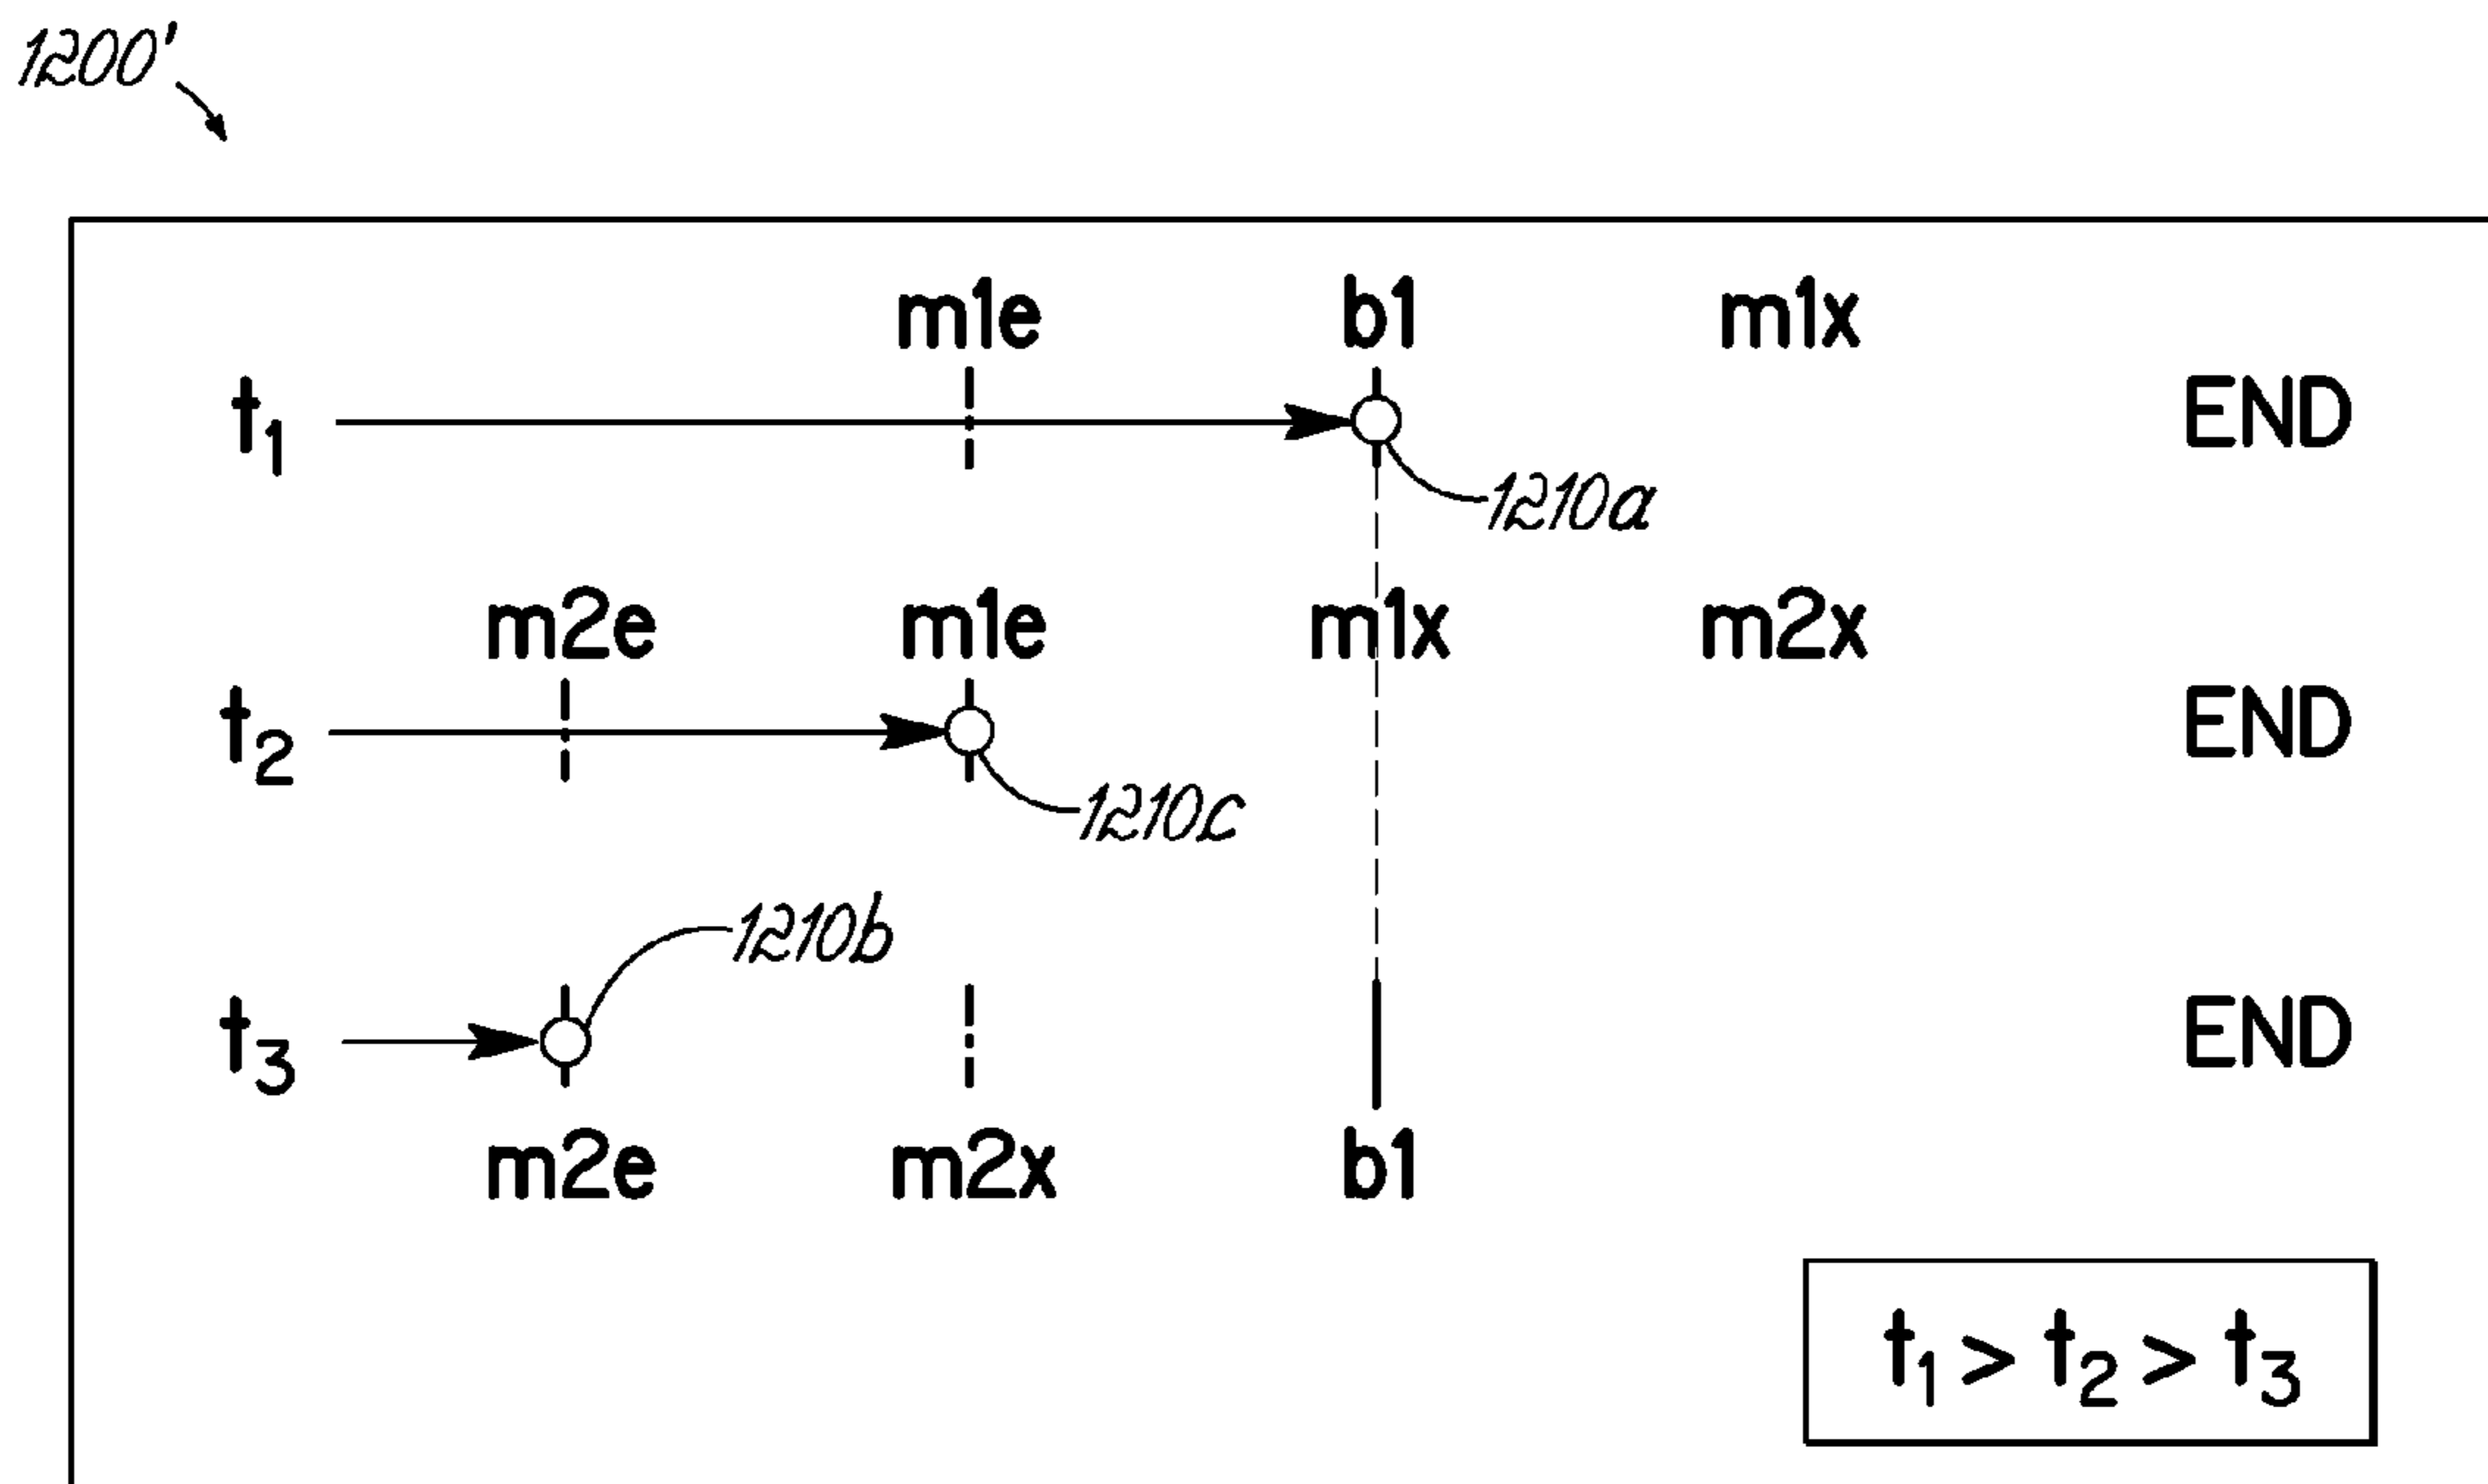 1200'
m1e b1 m1x
t1 END
1210a
m2e m1e m1x m2x
t2 END
1210c
1210b
t3 END
m2e m2x b1
t1 > t2 > t3